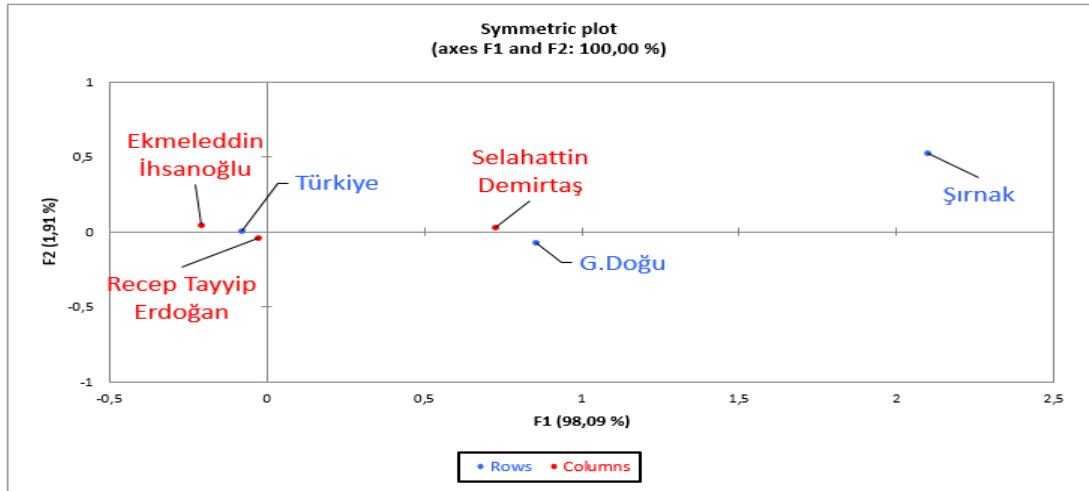 Symmetric plot
(axes F1 and F2: 100,00 %)
1
0,5
0
-0,5
-1
F2 (1,91 %)
Ekmeleddin
İhsanoğlu
Türkiye
Selahattin
Demirtaş
Şırnak
G.Doğu
Recep Tayyip
Erdoğan
-0,5
0
0,5
1
1,5
2
2,5
F1 (98,09 %)
Rows
Columns